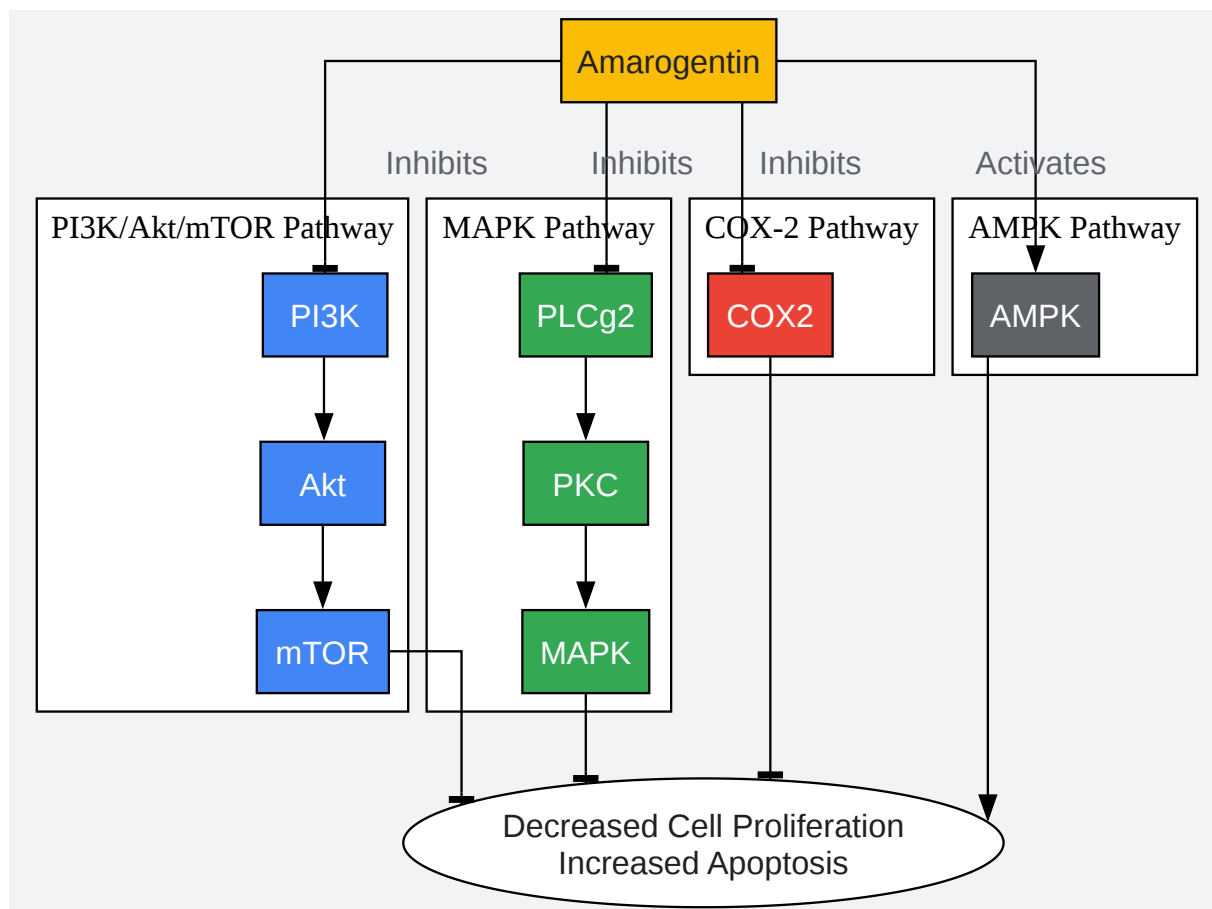 Amarogentin
Inhibits
Inhibits
Inhibits
Activates
PI3K/Akt/mTOR Pathway
MAPK Pathway
COX-2 Pathway
AMPK Pathway
PI3K
PLCg2
COX2
AMPK
Akt
PKC
mTOR
MAPK
Decreased Cell Proliferation
Increased Apoptosis